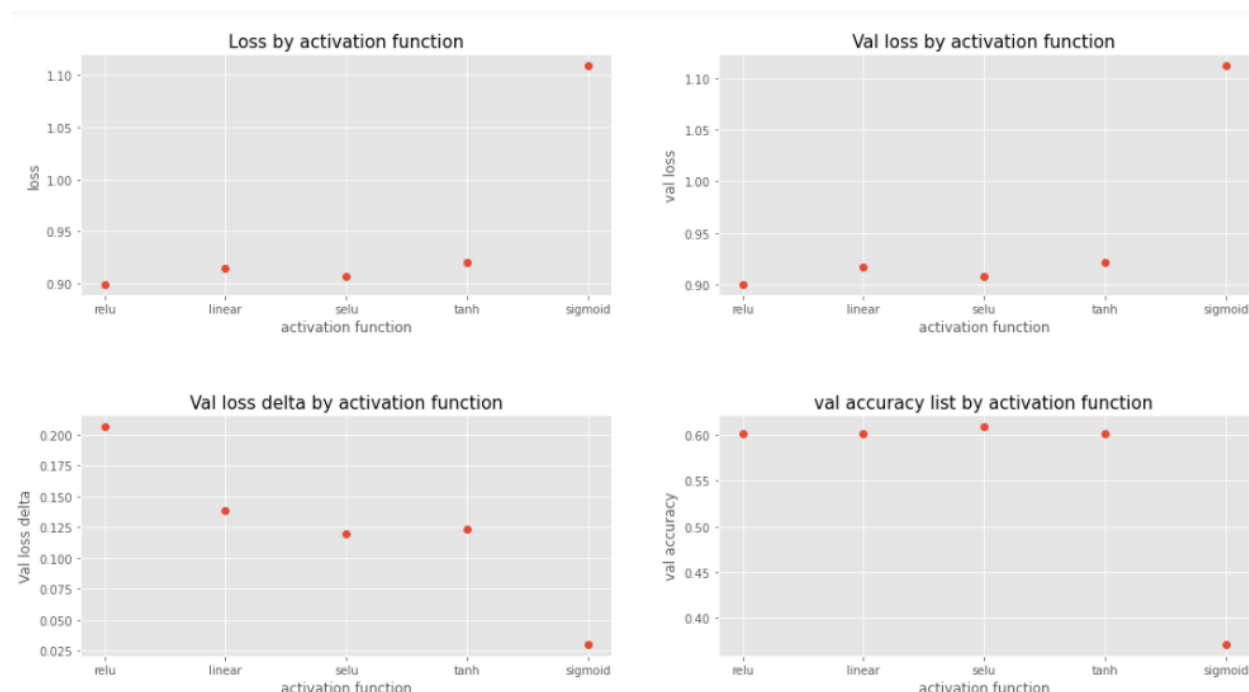 Loss by activation function
1.10
1.05
1.00
0.95
0.90
loss
relu linear selu tanh sigmoid
activation function
Val loss by activation function
1.10
1.05
1.00
0.95
0.90
val loss
relu linear selu tanh sigmoid
activation function
Val loss delta by activation function
0.200
0.175
0.150
0.125
0.100
0.075
0.050
0.025
Val loss delta
relu linear selu tanh sigmoid
activation function
val accuracy list by activation function
0.60
0.55
0.50
0.45
0.40
val accuracy
relu linear selu tanh sigmoid
activation function